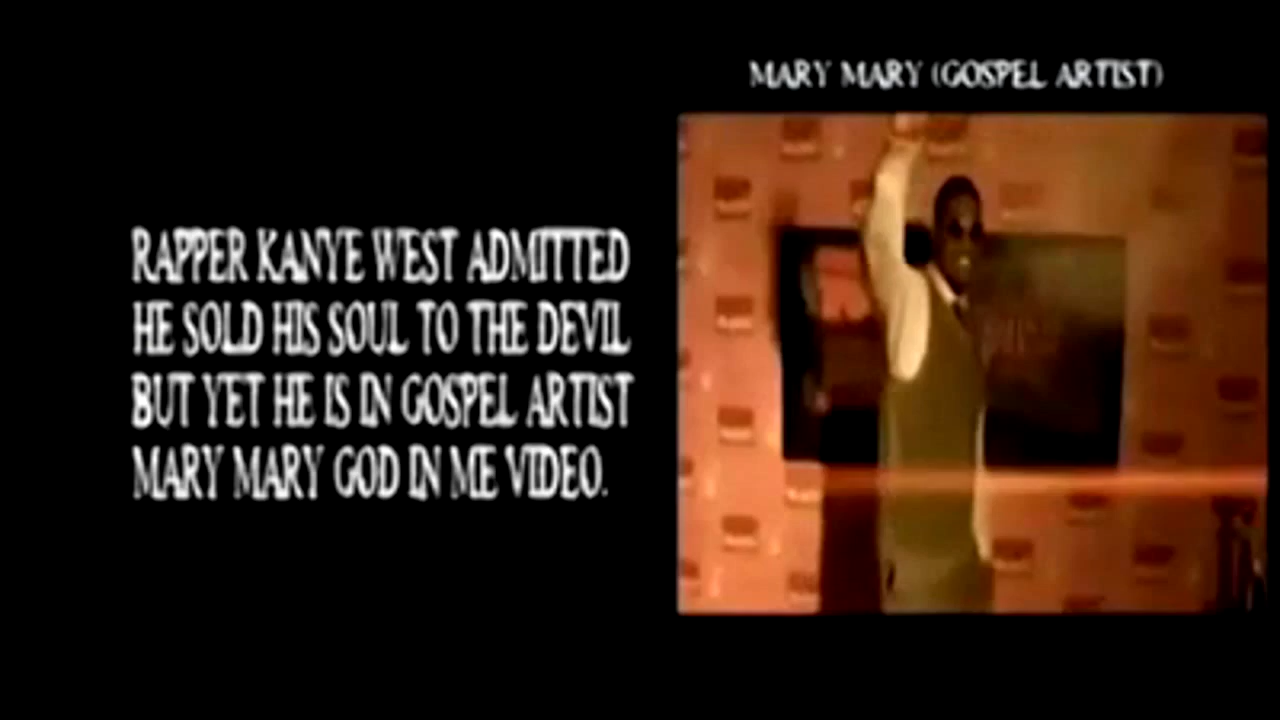 MARY MARY (GOSPEL ARTIST)
RAPPER KANYE WEST ADMITTED
HE SOLD HIS SOUL TO THE DEVIL
BUT YET HE IS IN GOSPEL ARTIST
MARY MARY GOD IN ME VIDEO.